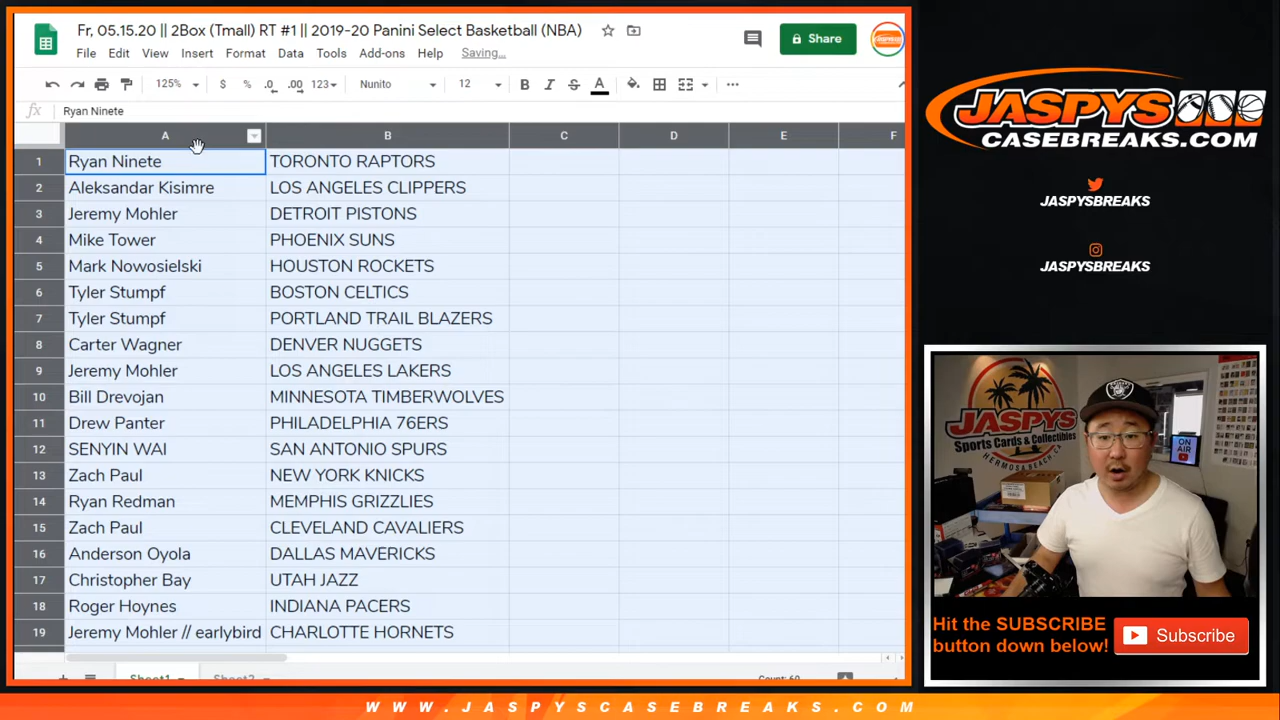 Fr, 05.15.20 || 2Box (Tmall) RT #1 || 2019-20 Panini Select Basketball (NBA)
File Edit View Insert Format Data Tools Add-ons Help Saving...
Share
125% $ % .0 .00 123 Nunito 12 B I S A ...
fx Ryan Ninete
A B C D E F
1 Ryan Ninete TORONTO RAPTORS
2 Aleksandar Kisimre LOS ANGELES CLIPPERS
3 Jeremy Mohler DETROIT PISTONS
4 Mike Tower PHOENIX SUNS
5 Mark Nowosielski HOUSTON ROCKETS
6 Tyler Stumpf BOSTON CELTICS
7 Tyler Stumpf PORTLAND TRAIL BLAZERS
8 Carter Wagner DENVER NUGGETS
9 Jeremy Mohler LOS ANGELES LAKERS
10 Bill Drevojan MINNESOTA TIMBERWOLVES
11 Drew Panter PHILADELPHIA 76ERS
12 SENYIN WAI SAN ANTONIO SPURS
13 Zach Paul NEW YORK KNICKS
14 Ryan Redman MEMPHIS GRIZZLIES
15 Zach Paul CLEVELAND CAVALIERS
16 Anderson Oyola DALLAS MAVERICKS
17 Christopher Bay UTAH JAZZ
18 Roger Hoynes INDIANA PACERS
19 Jeremy Mohler // earlybird CHARLOTTE HORNETS
Sheet1 Sheet2 Count: 60
JASPYS
CASEBREAKS.COM
JASPYSBREAKS
JASPYSBREAKS
JASPYS
Sports Cards & Collectibles
HERMOSA BEACH, CA
ON AIR
Hit the SUBSCRIBE
button down below!
Subscribe
WWW.JASPYSCASEBREAKS.COM